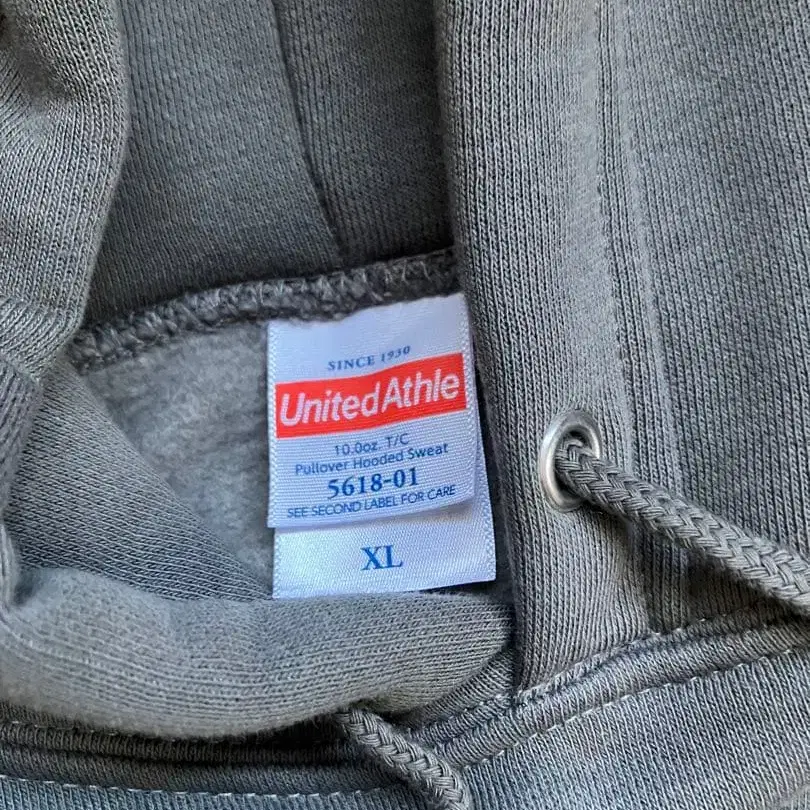 SINCE 1930
UnitedAthle
10.0oz T/C
Pullover Hooded Sweat
5618-01
SEE SECOND LABEL FOR CARE
XL